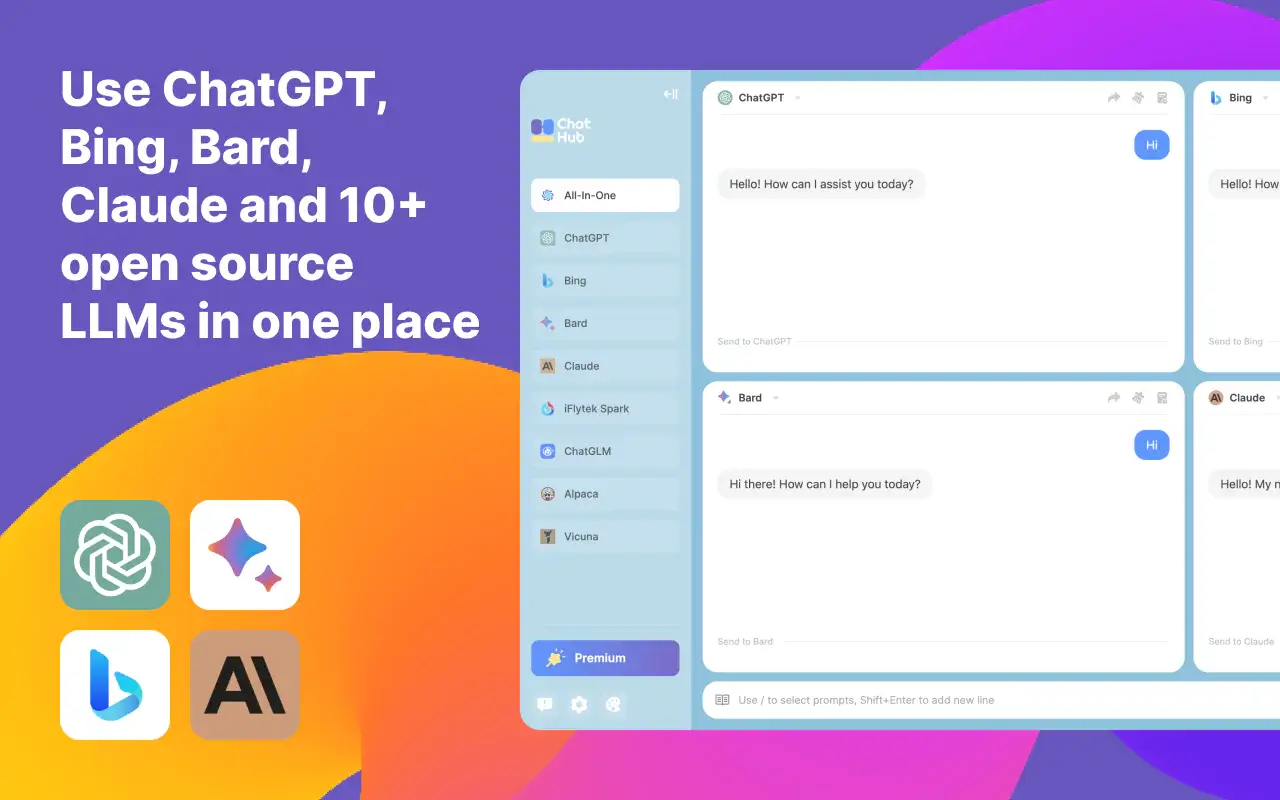 Use ChatGPT,
Bing, Bard,
Claude and 10+
open source
LLMs in one place
Chat
Hub
All-In-One
ChatGPT
Bing
Bard
Claude
iFlytek Spark
ChatGLM
Alpaca
Vicuna
Premium
ChatGPT
Hi
Hello! How can I assist you today?
Send to ChatGPT
Bing
Hello! How
Send to Bing
Bard
Hi
Hi there! How can I help you today?
Send to Bard
Claude
Hello! My n
Send to Claude
Use / to select prompts, Shift+Enter to add new line